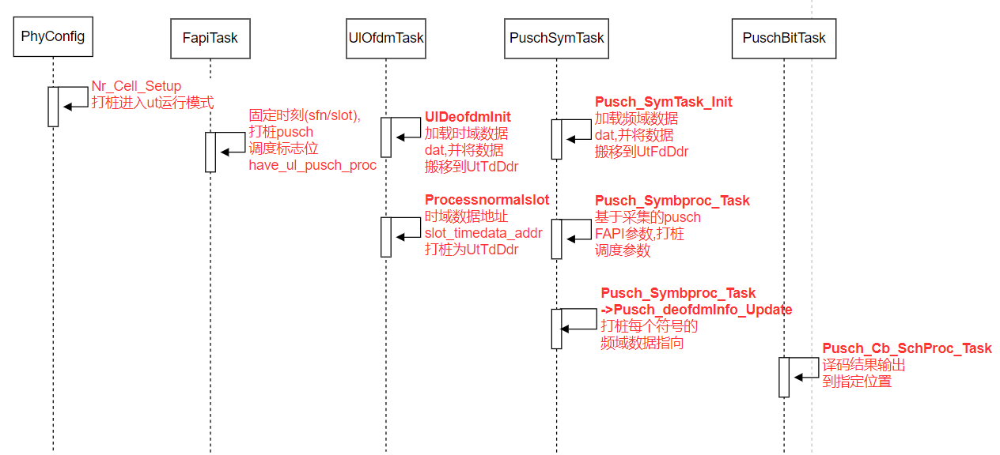 PhyConfig
FapiTask
UlOfdmTask
PuschSymTask
PuschBitTask
Nr_Cell_Setup
打桩进入ut运行模式
固定时刻(sfn/slot),
打桩pusch
调度标志位
have_ul_pusch_proc
UlDeofdmInit
加载时域数据
dat,并将数据
搬移到UtTdDdr
Processnormalslot
时域数据地址
slot_timedata_addr
打桩为UtTdDdr
Pusch_SymTask_Init
加载频域数据
dat,并将数据
搬移到UtFdDdr
Pusch_Symbproc_Task
基于采集的pusch
FAPI参数,打桩
调度参数
Pusch_Symbproc_Task
->Pusch_deofdmInfo_Update
打桩每个符号的
频域数据指向
Pusch_Cb_SchProc_Task
译码结果输出
到指定位置